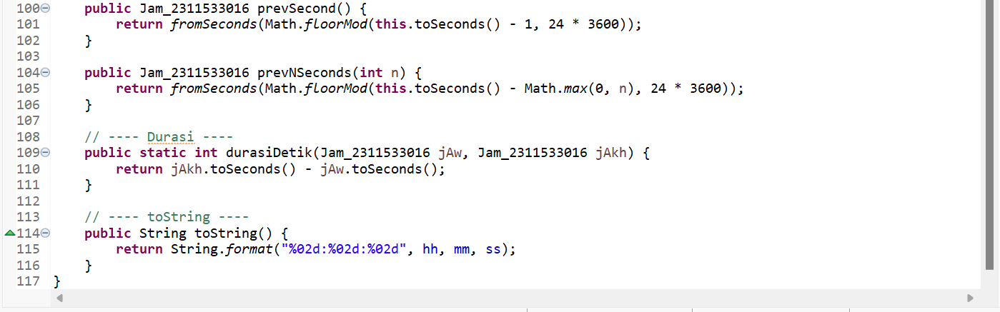 100 public Jam_2311533016 prevSecond() {
101 return fromSeconds(Math.floorMod(this.toSeconds() - 1, 24 * 3600));
102 }
103
104 public Jam_2311533016 prevNSeconds(int n) {
105 return fromSeconds(Math.floorMod(this.toSeconds() - Math.max(0, n), 24 * 3600));
106 }
107
108 // ---- Durasi ----
109 public static int durasiDetik(Jam_2311533016 jAw, Jam_2311533016 jAkh) {
110 return jAkh.toSeconds() - jAw.toSeconds();
111 }
112
113 // ---- toString ----
114 public String toString() {
115 return String.format("%02d:%02d:%02d", hh, mm, ss);
116 }
117 }